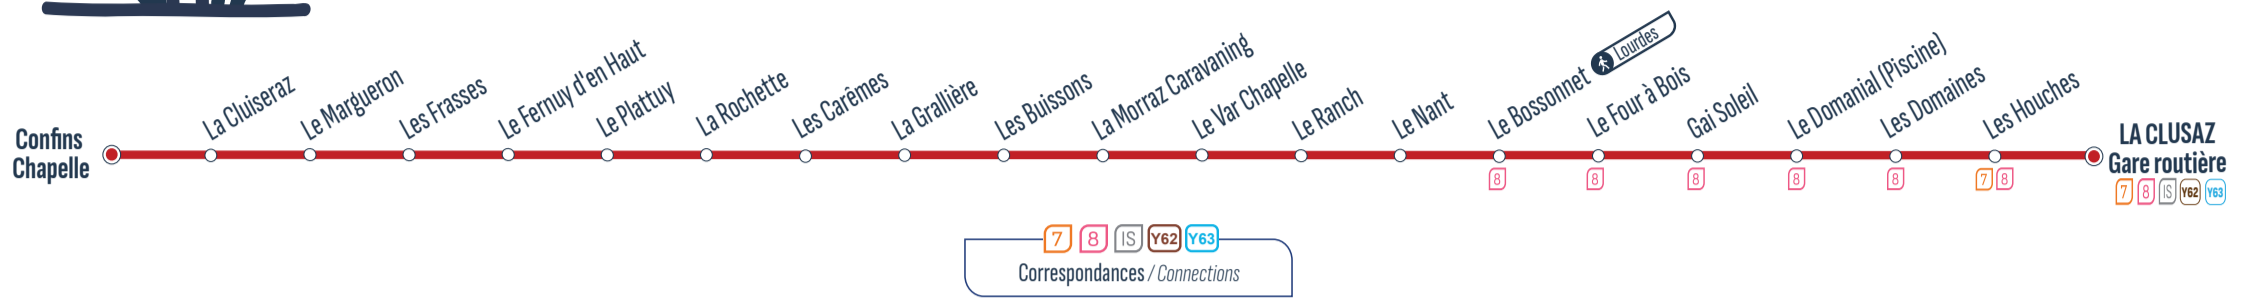 Confins
Chapelle
La Cluiseraz
Le Margueron
Les Frasses
Le Fernuy d'en Haut
Le Plattuy
La Rochette
Les Carêmes
La Grallière
Les Buissons
La Morraz Caravaning
Le Var Chapelle
Le Ranch
Le Nant
Le Bossonnet
Lourdes
Le Four à Bois
Gai Soleil
Le Domanial (Piscine)
Les Domaines
Les Houches
LA CLUSAZ
Gare routière
8
8
8
8
8
7 8
7 8 IS Y62 Y63
7 8 IS Y62 Y63
Correspondances / Connections